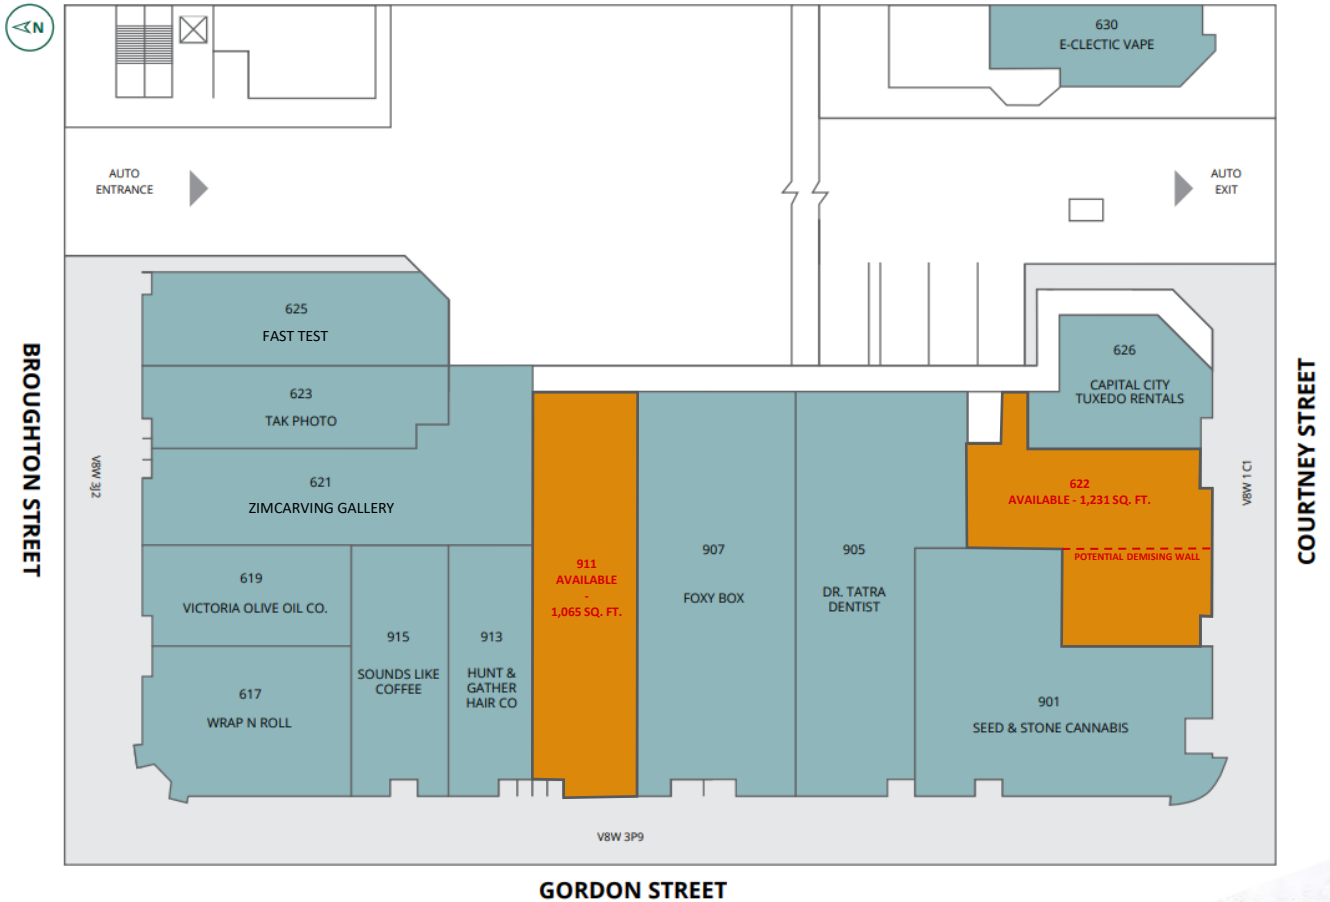 N
630
E-CLECTIC VAPE
AUTO
ENTRANCE
AUTO
EXIT
625
FAST TEST
623
TAK PHOTO
621
ZIMCARVING GALLERY
619
VICTORIA OLIVE OIL CO.
617
WRAP N ROLL
915
SOUNDS LIKE
COFFEE
913
HUNT &
GATHER
HAIR CO
911
AVAILABLE
-
1,065 SQ. FT.
907
FOXY BOX
905
DR. TATRA
DENTIST
626
CAPITAL CITY
TUXEDO RENTALS
622
AVAILABLE - 1,231 SQ. FT.
POTENTIAL DEMISING WALL
901
SEED & STONE CANNABIS
BROUGHTON STREET
V8W 3J2
V8W 1C1
COURTNEY STREET
V8W 3P9
GORDON STREET